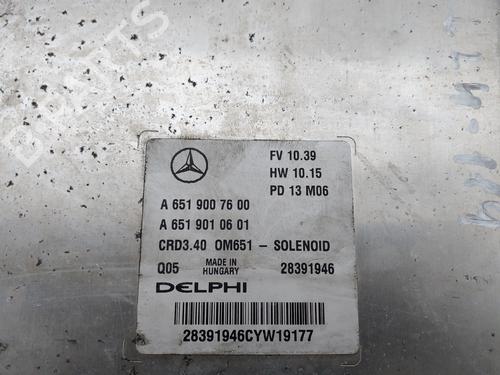 FV 10.39
HW 10.15
PD 13 M06
A 651 900 76 00
A 651 901 06 01
CRD3.40 OM651 – SOLENOID
Q05 MADE IN HUNGARY 28391946
DELPHI
28391946CYW19177